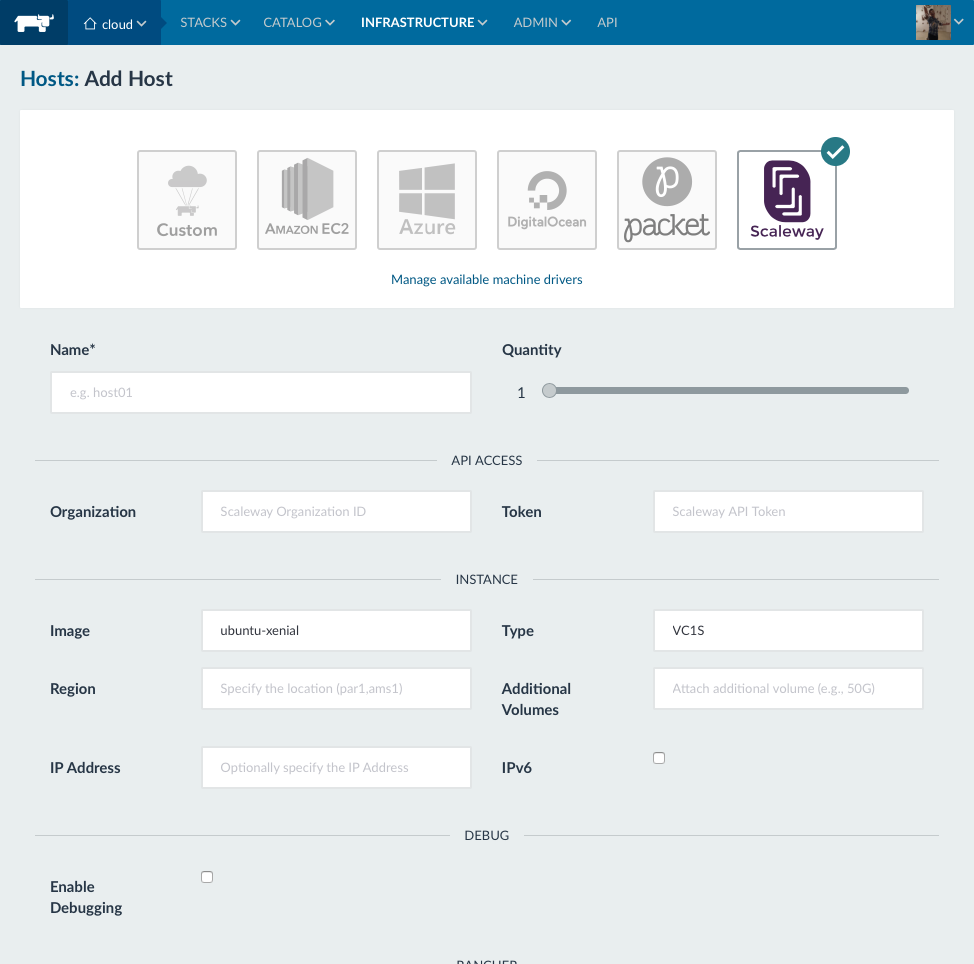 cloud STACKS CATALOG INFRASTRUCTURE ADMIN API
Hosts: Add Host
Custom AMAZON EC2 Azure DigitalOcean packet Scaleway
Manage available machine drivers
Name* Quantity
e.g. host01 1
API ACCESS
Organization Scaleway Organization ID Token Scaleway API Token
INSTANCE
Image ubuntu-xenial Type VC1S
Region Specify the location (par1,ams1) Additional Attach additional volume (e.g., 50G)
Volumes
IP Address Optionally specify the IP Address IPv6
DEBUG
Enable
Debugging
RANCHER